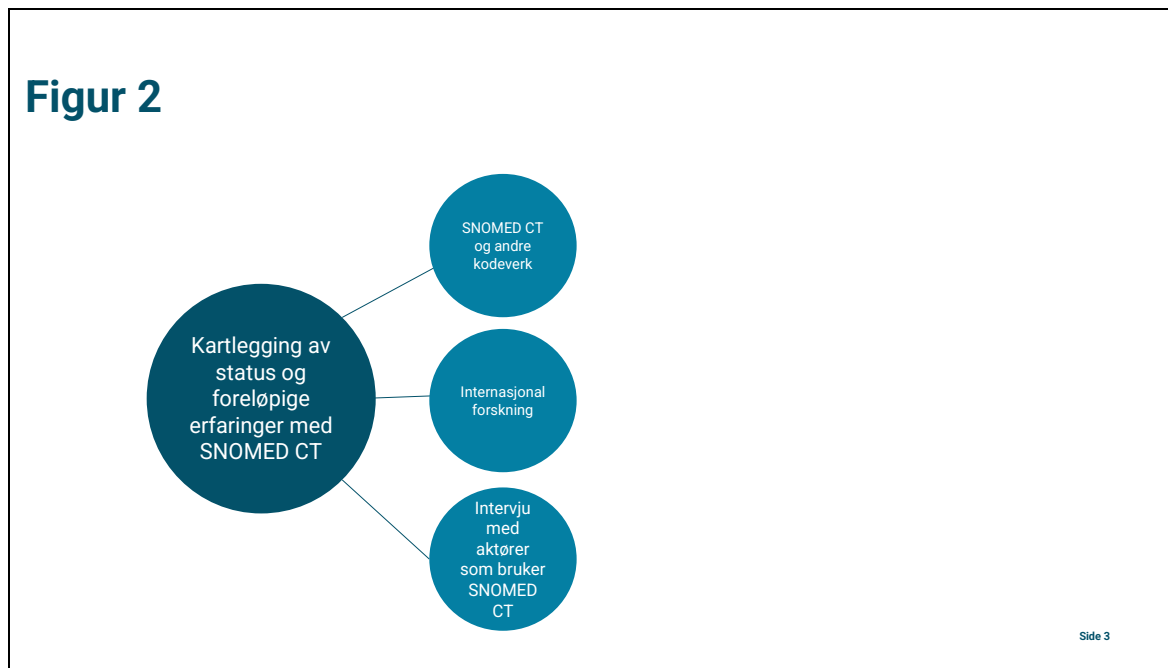 Figur 2
SNOMED CT
og andre
kodeverk
Kartlegging av
status og
foreløpige
erfaringer med
SNOMED CT
Internasjonal
forskning
Intervju
med
aktører
som bruker
SNOMED
CT
Side 3